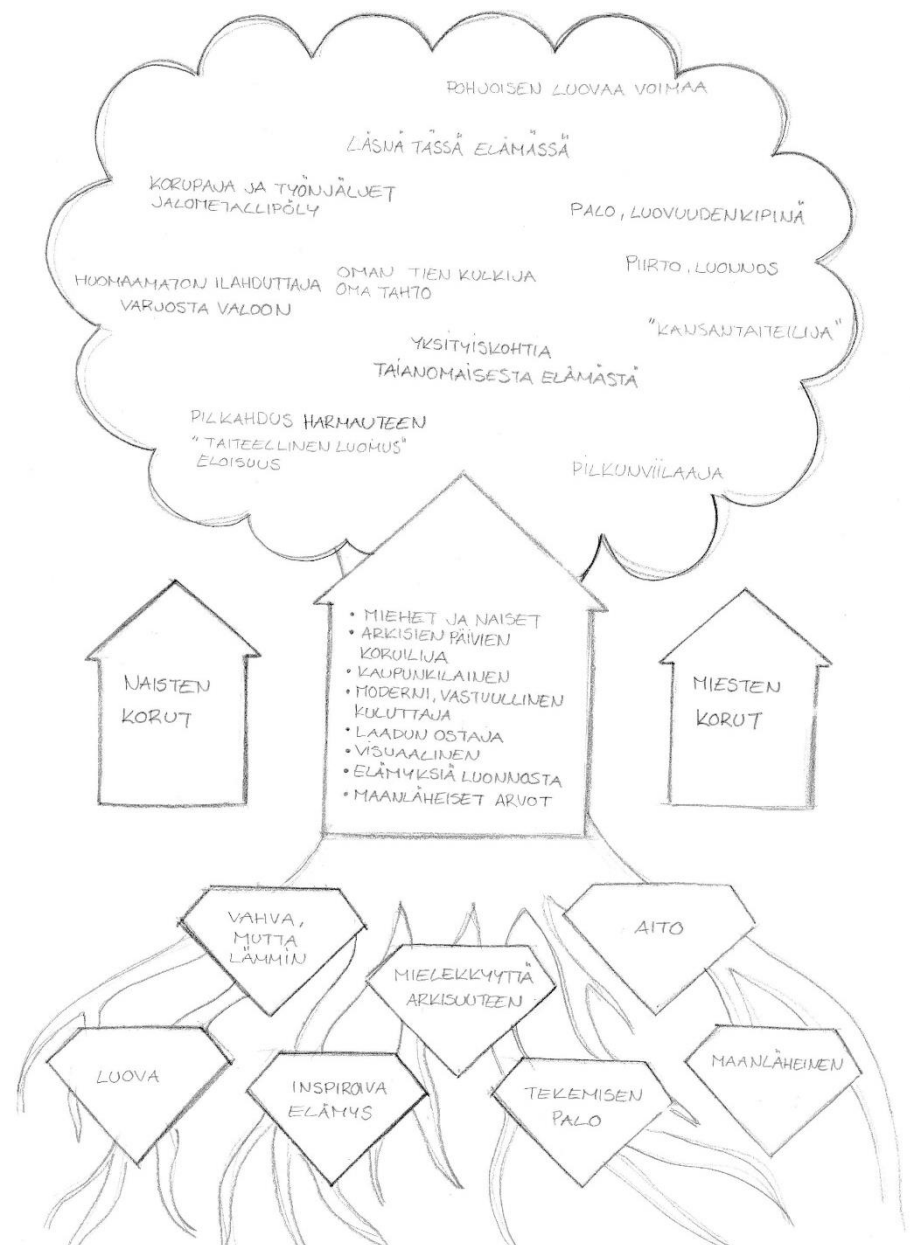 POHJOISEN LUOVAA VOIMAA
LÄSNÄ TÄSSÄ ELÄMÄSSÄ
KORUPAJA JA TYÖNJÄLJET
JALOMETALLIPÖLY
PALO, LUOVUUDENKIPINÄ
HUOMAAMATON ILAHDUTTAJA
VARJOSTA VALOON
OMAN TIEN KULKIJA
OMA TAHTO
PIIRTO, LUONNOS
"KANSANTAITEILIJA"
YKSITYISKOHTIA
TAIANOMAISESTA ELÄMÄSTÄ
PILKAHDUS HARMAUTEEN
"TAITEELLINEN LUOMUS"
ELOISUUS
PILKUNVIILAAJA
NAISTEN
KORUT
• MIEHET JA NAISET
• ARKISIEN PÄIVIEN
KORUILIJA
• KAUPUNKILAINEN
• MODERNI, VASTUULLINEN
KULUTTAJA
• LAADUN OSTAJA
• VISUAALINEN
• ELÄMYKSIÄ LUONNOSTA
• MAANLÄHEISET ARVOT
MIESTEN
KORUT
VAHVA,
MUTTA
LÄMMIN
MIELEKKYYTTÄ
ARKISUUTEEN
AITO
LUOVA
INSPIROIVA
ELÄMYS
TEKEMISEN
PALO
MAANLÄHEINEN